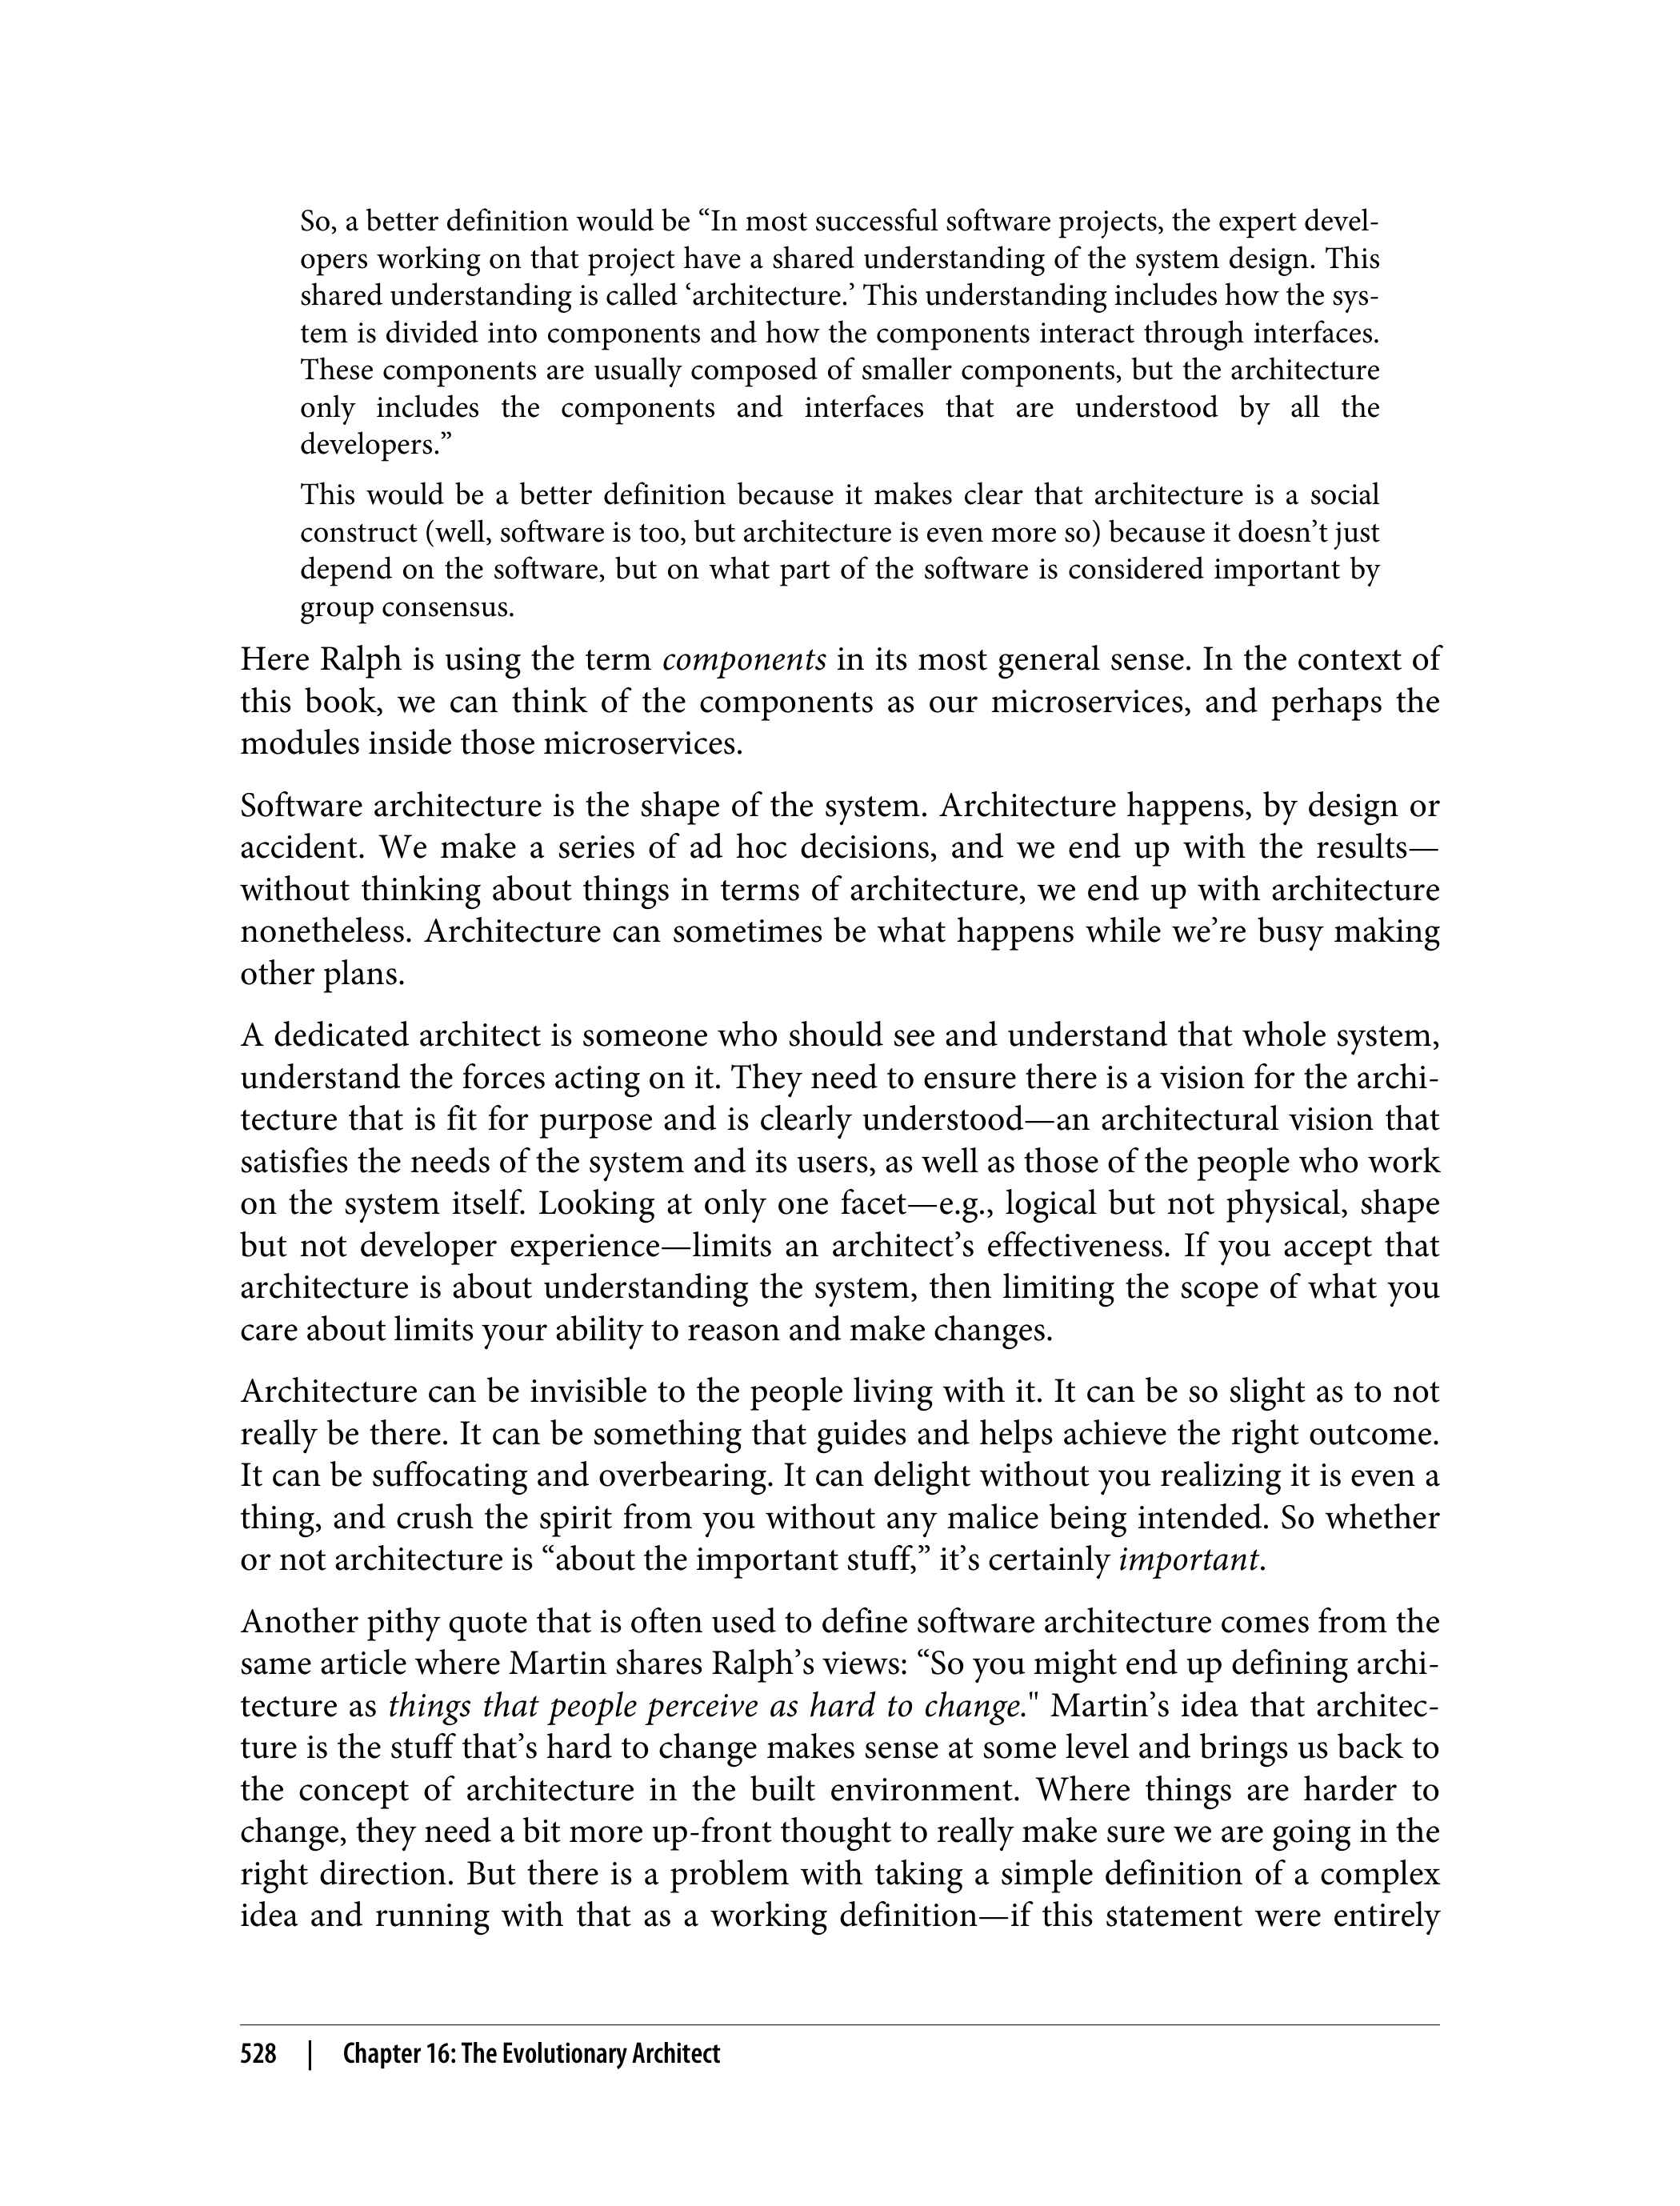 So, a better definition would be “In most successful software projects, the expert devel-
opers working on that project have a shared understanding of the system design. This
shared understanding is called ‘architecture.’ This understanding includes how the sys-
tem is divided into components and how the components interact through interfaces.
These components are usually composed of smaller components, but the architecture
only includes the components and interfaces that are understood by all the
developers.”
This would be a better definition because it makes clear that architecture is a social
construct (well, software is too, but architecture is even more so) because it doesn’t just
depend on the software, but on what part of the software is considered important by
group consensus.
Here Ralph is using the term components in its most general sense. In the context of
this book, we can think of the components as our microservices, and perhaps the
modules inside those microservices.
Software architecture is the shape of the system. Architecture happens, by design or
accident. We make a series of ad hoc decisions, and we end up with the results—
without thinking about things in terms of architecture, we end up with architecture
nonetheless. Architecture can sometimes be what happens while we’re busy making
other plans.
A dedicated architect is someone who should see and understand that whole system,
understand the forces acting on it. They need to ensure there is a vision for the archi-
tecture that is fit for purpose and is clearly understood—an architectural vision that
satisfies the needs of the system and its users, as well as those of the people who work
on the system itself. Looking at only one facet—e.g., logical but not physical, shape
but not developer experience—limits an architect’s effectiveness. If you accept that
architecture is about understanding the system, then limiting the scope of what you
care about limits your ability to reason and make changes.
Architecture can be invisible to the people living with it. It can be so slight as to not
really be there. It can be something that guides and helps achieve the right outcome.
It can be suffocating and overbearing. It can delight without you realizing it is even a
thing, and crush the spirit from you without any malice being intended. So whether
or not architecture is “about the important stuff,” it’s certainly important.
Another pithy quote that is often used to define software architecture comes from the
same article where Martin shares Ralph’s views: “So you might end up defining archi-
tecture as things that people perceive as hard to change." Martin’s idea that architec-
ture is the stuff that’s hard to change makes sense at some level and brings us back to
the concept of architecture in the built environment. Where things are harder to
change, they need a bit more up-front thought to really make sure we are going in the
right direction. But there is a problem with taking a simple definition of a complex
idea and running with that as a working definition—if this statement were entirely
528 | Chapter 16: The Evolutionary Architect